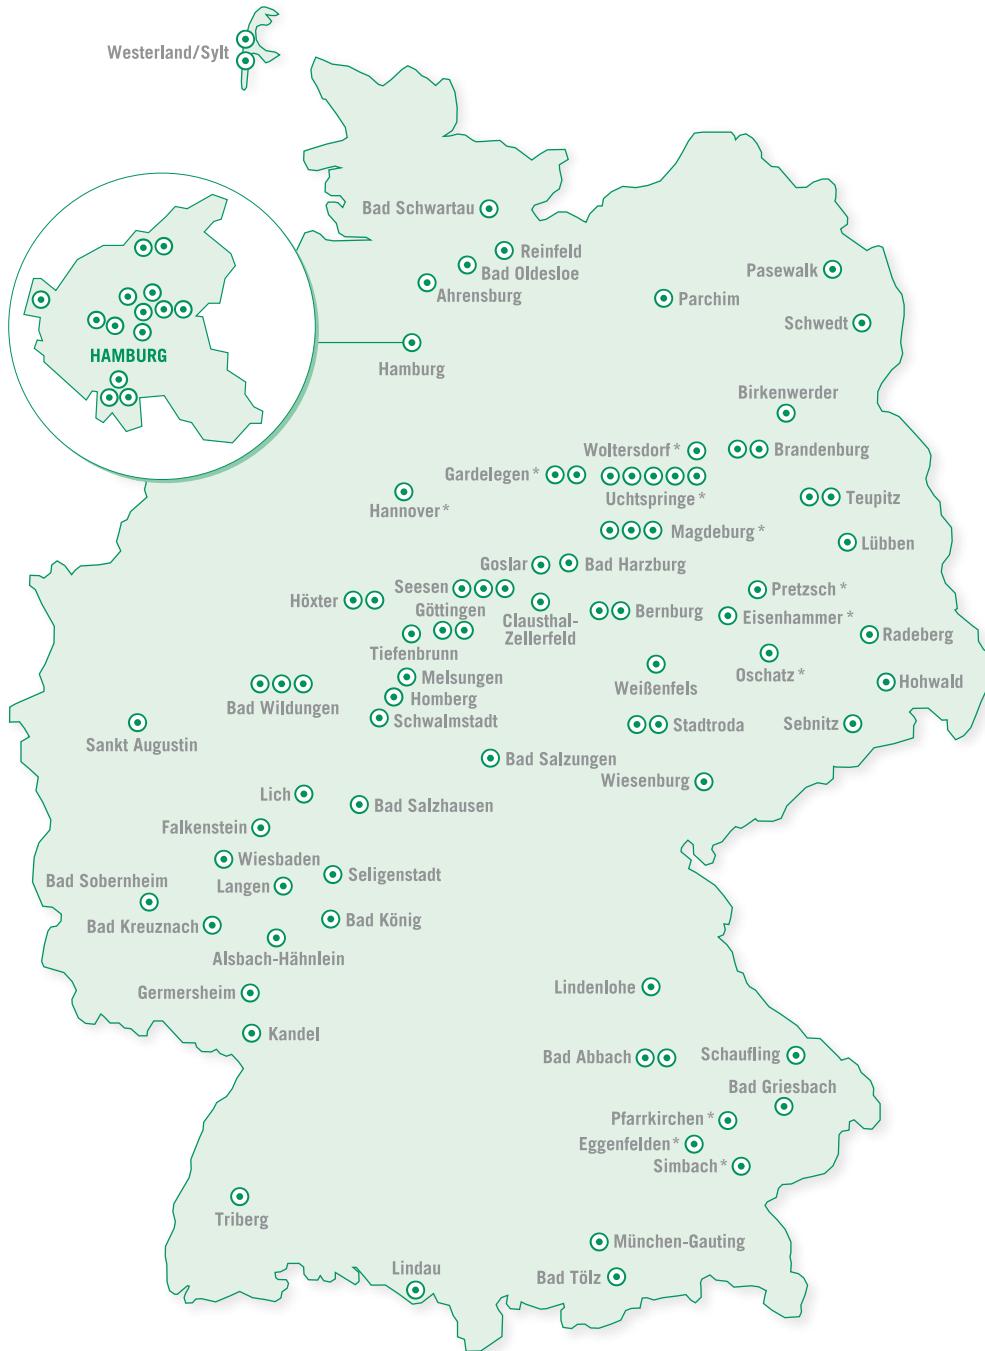 Westerland/Sylt
Bad Schwartau
Reinfeld
Bad Oldesloe
Pasewalk
Ahrensburg
Parchim
Schwedt
HAMBURG
Hamburg
Birkenwerder
Woltersdorf *
Brandenburg
Gardelegen *
Uchtspringe *
Teupitz
Hannover *
Magdeburg *
Lübben
Goslar
Bad Harzburg
Seesen
Pretzsch *
Höxter
Göttingen
Clausthal-
Zellerfeld
Bernburg
Eisenhammer *
Radeberg
Tiefenbrunn
Oschatz *
Melsungen
Weißenfels
Hohwald
Homberg
Bad Wildungen
Schwalmstadt
Stadtroda
Sebnitz
Sankt Augustin
Bad Salzungen
Wiesenburg
Lich
Bad Salzhausen
Falkenstein
Wiesbaden
Seligenstadt
Bad Sobernheim
Langen
Bad Kreuznach
Bad König
Alsbach-Hähnlein
Lindenlohe
Germersheim
Kandel
Bad Abbach
Schaufling
Bad Griesbach
Pfarrkirchen *
Eggenfelden *
Simbach *
Triberg
München-Gauting
Lindau
Bad Tölz